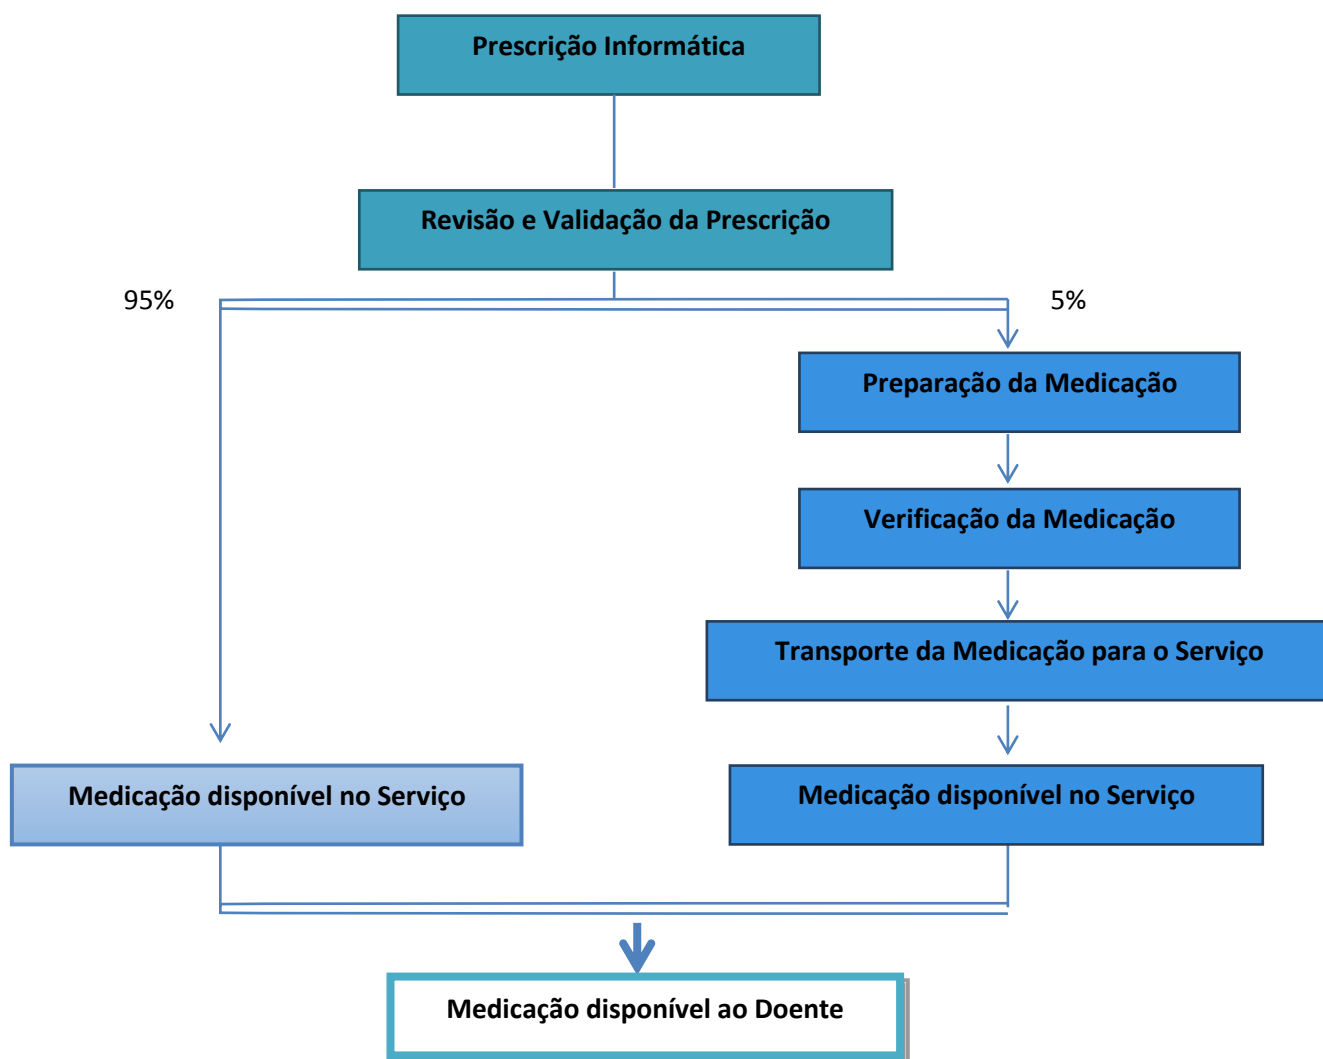 Prescrição Informática
Revisão e Validação da Prescrição
95%
5%
Preparação da Medicação
Verificação da Medicação
Transporte da Medicação para o Serviço
Medicação disponível no Serviço
Medicação disponível no Serviço
Medicação disponível ao Doente